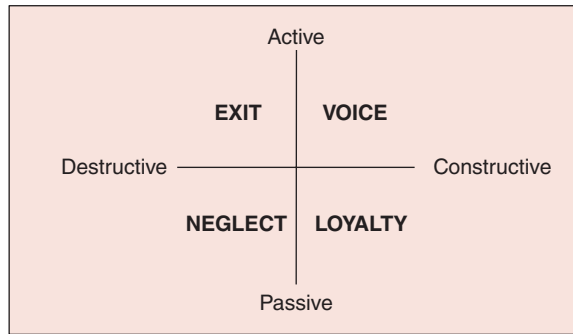 Active
EXIT VOICE
Destructive Constructive
NEGLECT LOYALTY
Passive